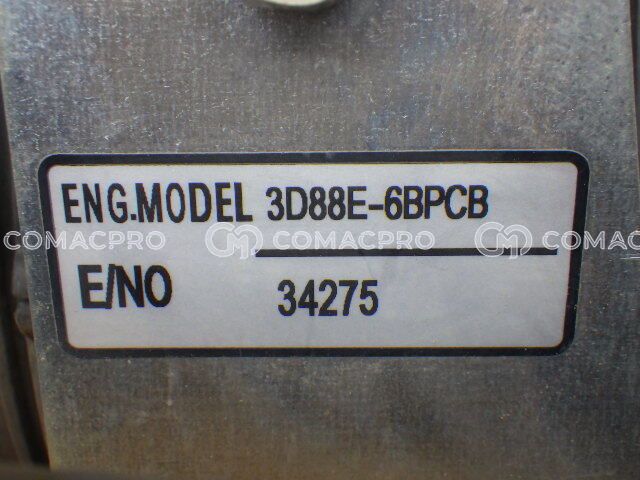 ENG.MODEL 3D88E-6BPCB
COMACPRO COMACPRO COMACPRO
E/NO 34275